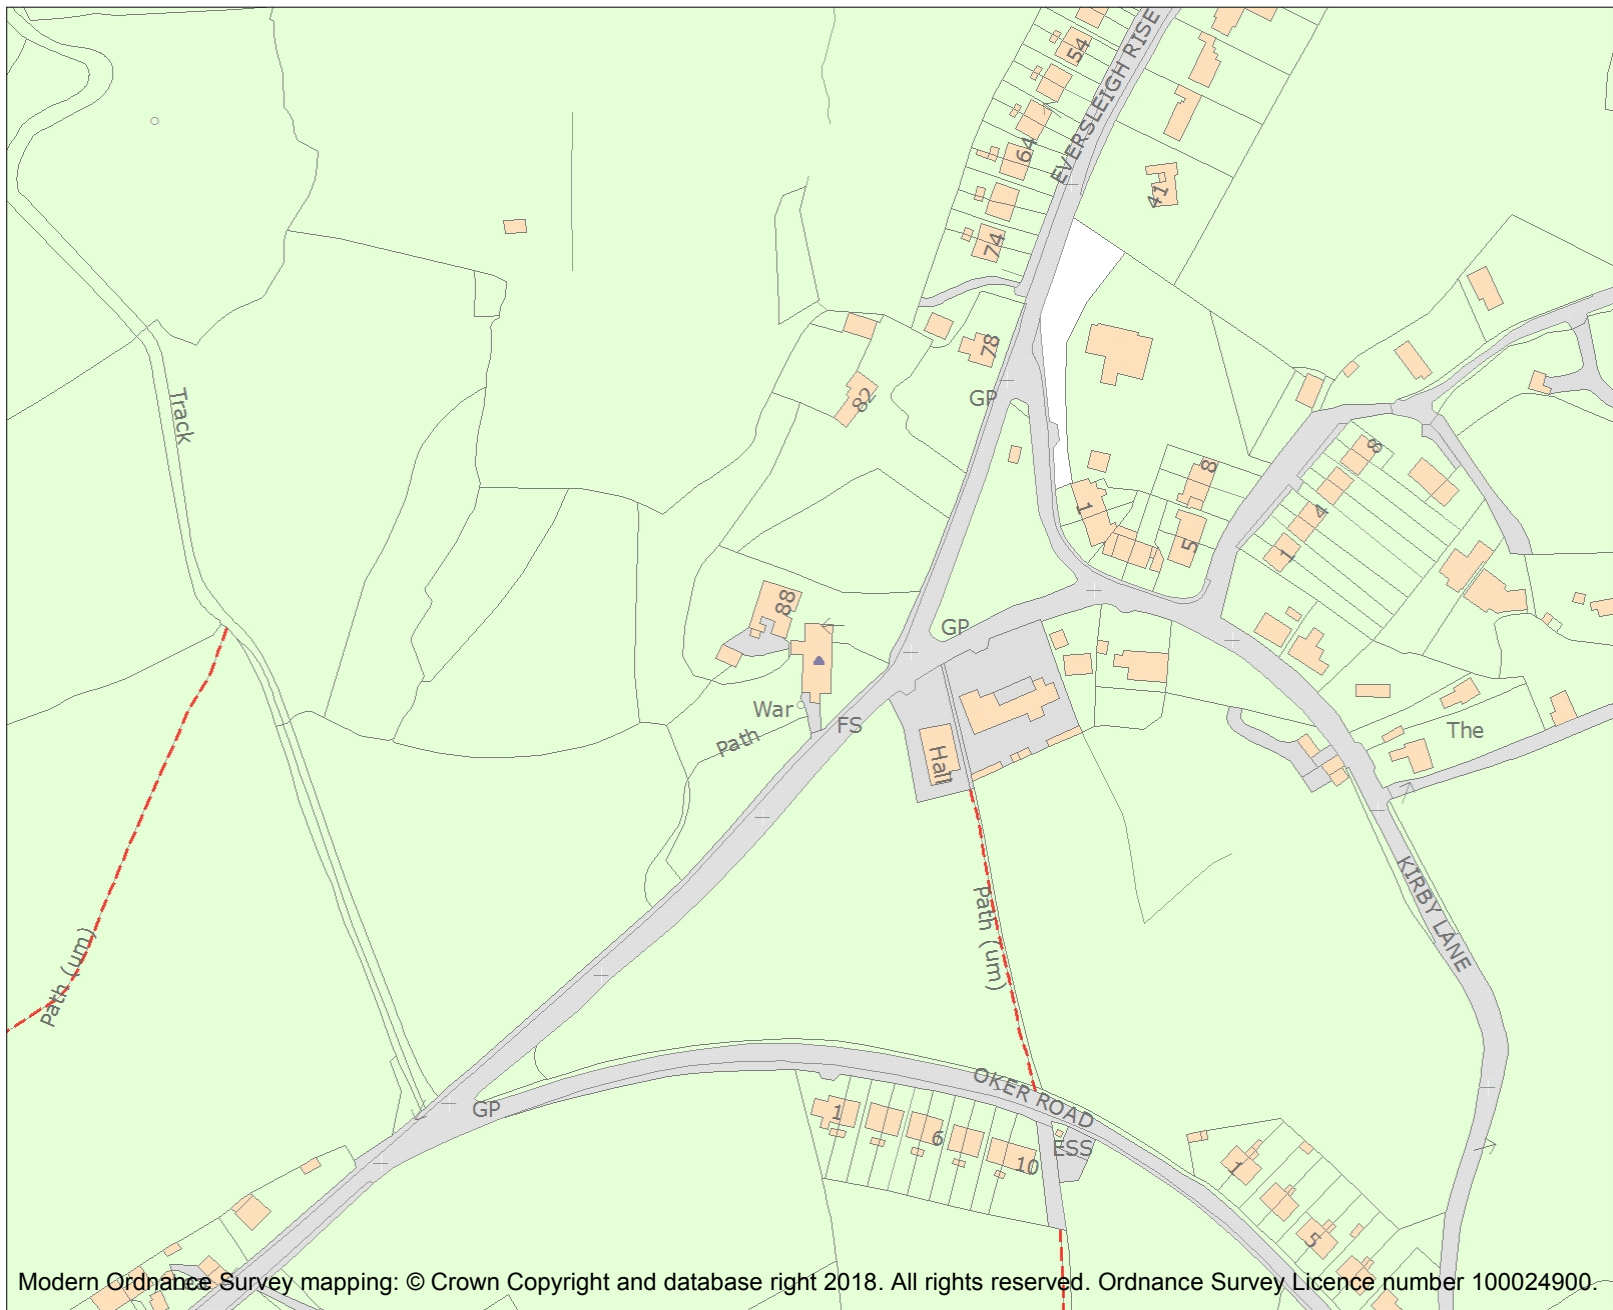 54
EVERSLEIGH RISE
64
41
74
78
82
GP
Track
8
8
1
4
5
1
88
GP
War
FS
Path
Hall
The
KIRBY LANE
Path (um)
Path (um)
OKER ROAD
GP
1
6
10
ESS
1
5
Modern Ordnance Survey mapping: © Crown Copyright and database right 2018. All rights reserved. Ordnance Survey Licence number 100024900.